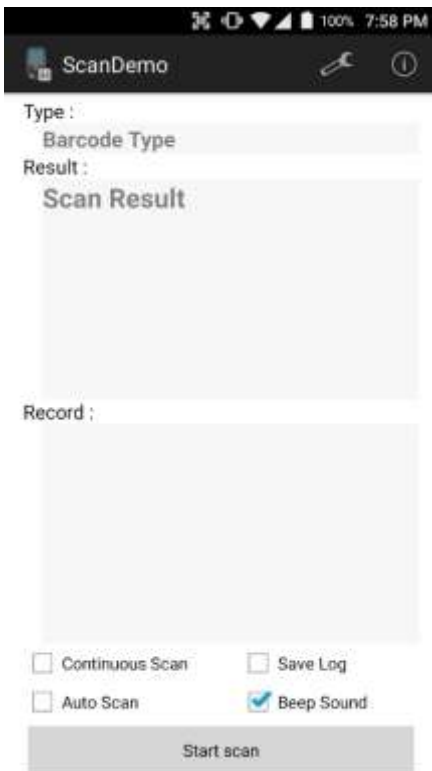 100% 7:58 PM
ScanDemo
Type :
Barcode Type
Result :
Scan Result
Record :
Continuous Scan Save Log
Auto Scan Beep Sound
Start scan